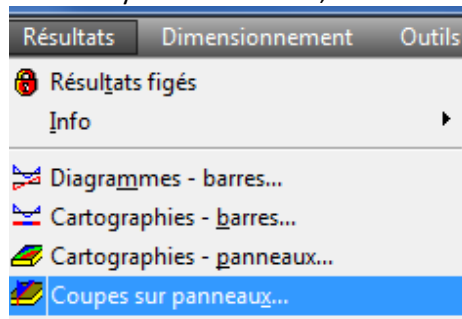 Résultats Dimensionnement Outils
Résultats figés
Info
Diagrammes - barres...
Cartographies - barres...
Cartographies - panneaux...
Coupes sur panneaux...